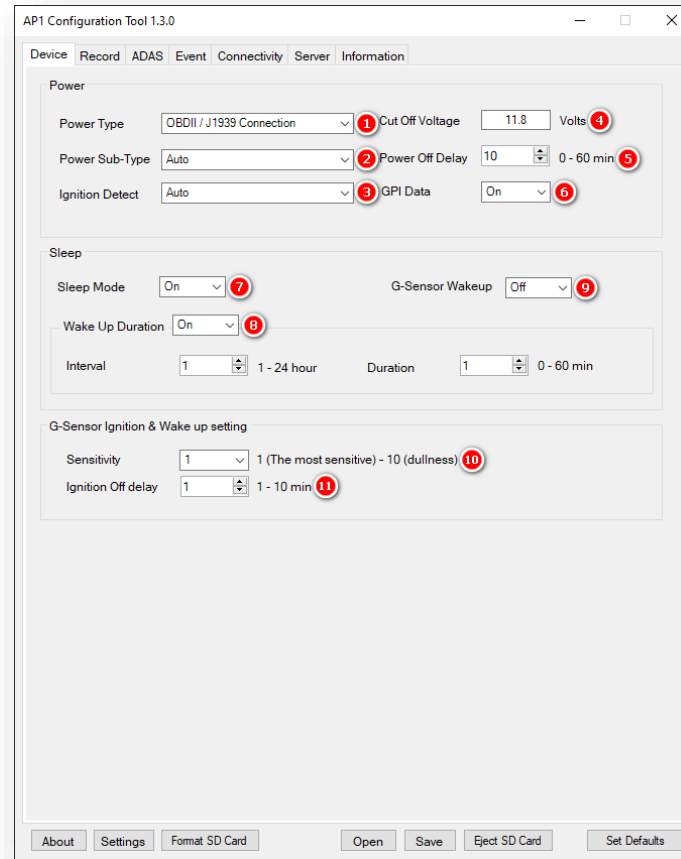 AP1 Configuration Tool 1.3.0
Device Record ADAS Event Connectivity Server Information
Power
Power Type OBDII / J1939 Connection 1 Cut Off Voltage 11.8 Volts 4
Power Sub-Type Auto 2 Power Off Delay 10 0 - 60 min 5
Ignition Detect Auto 3 GPI Data On 6
Sleep
Sleep Mode On 7 G-Sensor Wakeup Off 9
Wake Up Duration On 8
Interval 1 1 - 24 hour Duration 1 0 - 60 min
G-Sensor Ignition & Wake up setting
Sensitivity 1 1 (The most sensitive) - 10 (dullness) 10
Ignition Off delay 1 1 - 10 min 11
About Settings Format SD Card Open Save Eject SD Card Set Defaults